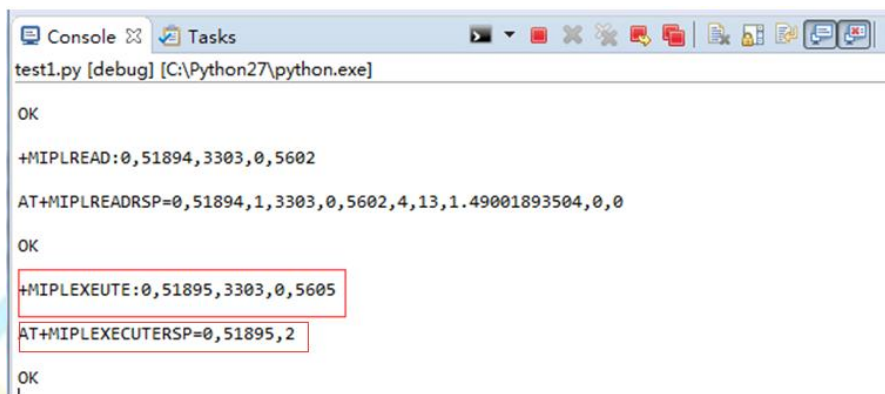 Console Tasks
test1.py [debug] [C:\Python27\python.exe]
OK
+MIPLREAD:0,51894,3303,0,5602
AT+MIPLREADRSP=0,51894,1,3303,0,5602,4,13,1.49001893504,0,0
OK
+MIPLEXEUTE:0,51895,3303,0,5605
AT+MIPLEXECUTERSP=0,51895,2
OK